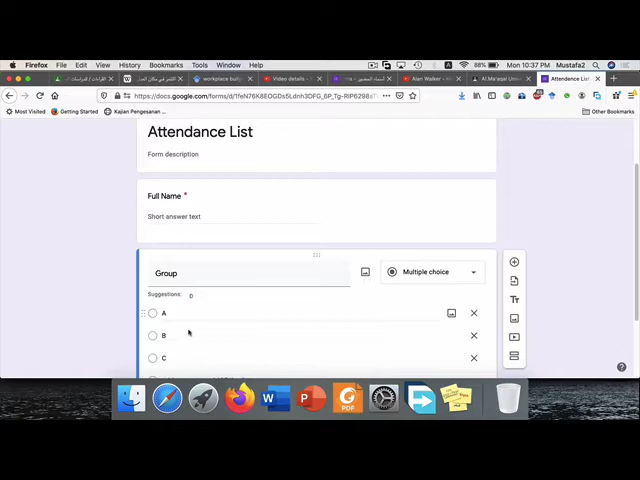 Firefox File Edit View History Bookmarks Tools Window Help 88% Mon 10:37 PM Mustafa2
workplace bully Video details - Alan Walker - Al.Ma'aqal Univer Attendance List
https://docs.google.com/forms/d/1feN76K8EOGDs5Ldnh3DFG_6P_Tg-RIP6298s
Most Visited Getting Started Kajian Pengesanan ... Other Bookmarks
Attendance List
Form description
Full Name *
Short answer text
Group
Multiple choice
Suggestions: D
A
B
C
W P PDF